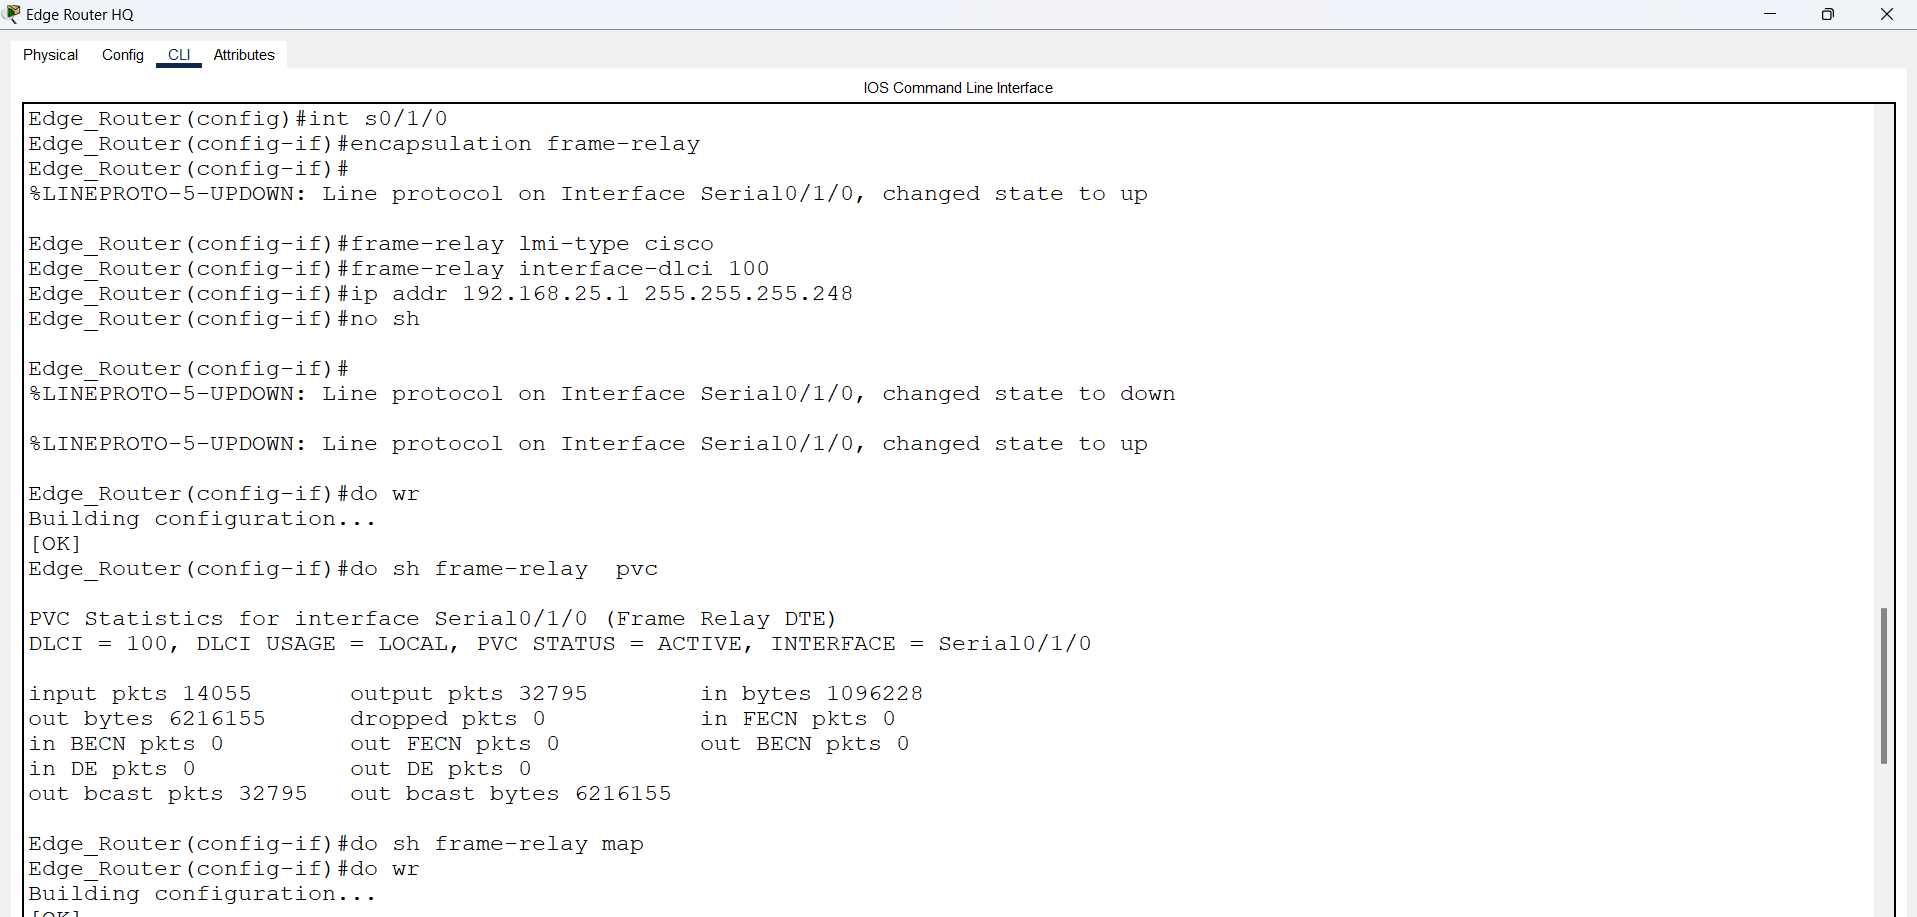 Edge Router HQ
Physical Config CLI Attributes
IOS Command Line Interface
Edge_Router(config)#int s0/1/0
Edge_Router(config-if)#encapsulation frame-relay
Edge_Router(config-if)#
%LINEPROTO-5-UPDOWN: Line protocol on Interface Serial0/1/0, changed state to up
Edge_Router(config-if)#frame-relay lmi-type cisco
Edge_Router(config-if)#frame-relay interface-dlci 100
Edge_Router(config-if)#ip addr 192.168.25.1 255.255.255.248
Edge_Router(config-if)#no sh
Edge_Router(config-if)#
%LINEPROTO-5-UPDOWN: Line protocol on Interface Serial0/1/0, changed state to down
%LINEPROTO-5-UPDOWN: Line protocol on Interface Serial0/1/0, changed state to up
Edge_Router(config-if)#do wr
Building configuration...
[OK]
Edge_Router(config-if)#do sh frame-relay  pvc
PVC Statistics for interface Serial0/1/0 (Frame Relay DTE)
DLCI = 100, DLCI USAGE = LOCAL, PVC STATUS = ACTIVE, INTERFACE = Serial0/1/0
input pkts 14055       output pkts 32795        in bytes 1096228
out bytes 6216155      dropped pkts 0           in FECN pkts 0
in BECN pkts 0         out FECN pkts 0          out BECN pkts 0
in DE pkts 0           out DE pkts 0
out bcast pkts 32795   out bcast bytes 6216155
Edge_Router(config-if)#do sh frame-relay map
Edge_Router(config-if)#do wr
Building configuration...
[OK]